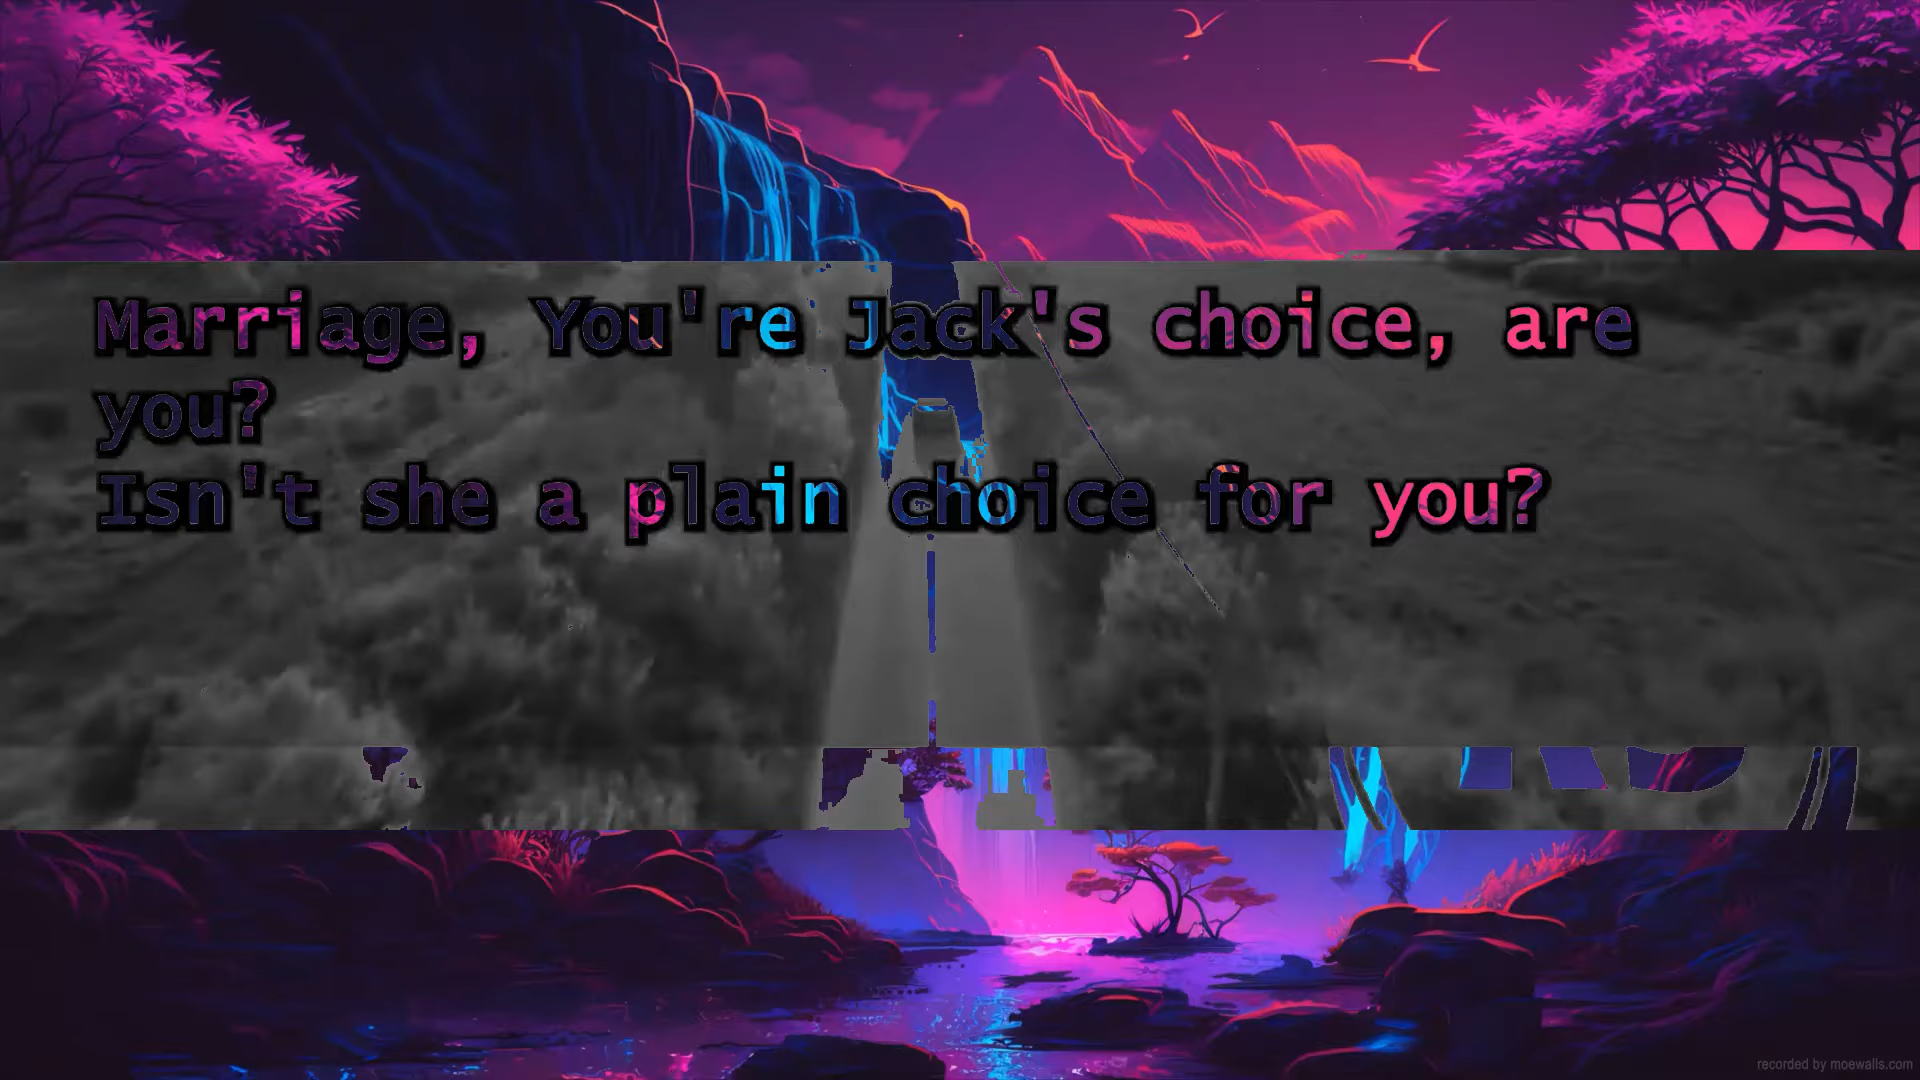 Marriage, You're Jack's choice, are
you?
Isn't she a plain choice for you?
recorded by moewalls.com